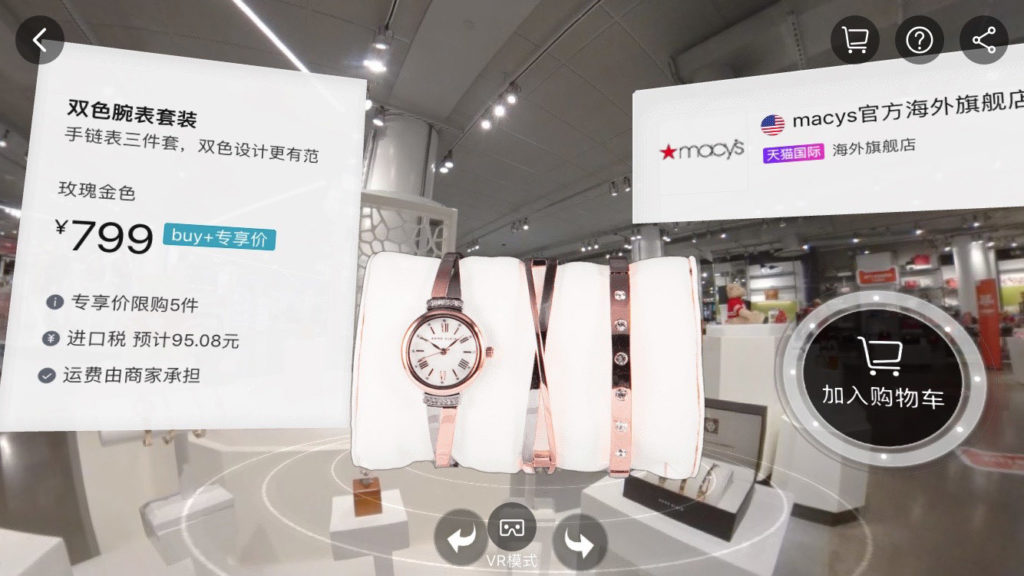 双色腕表套装
手链表三件套，双色设计更有范
玫瑰金色
¥799 buy+专享价
专享价限购5件
¥ 进口税 预计95.08元
运费由商家承担
macys官方海外旗舰店
★macy's
天猫国际 海外旗舰店
加入购物车
VR模式